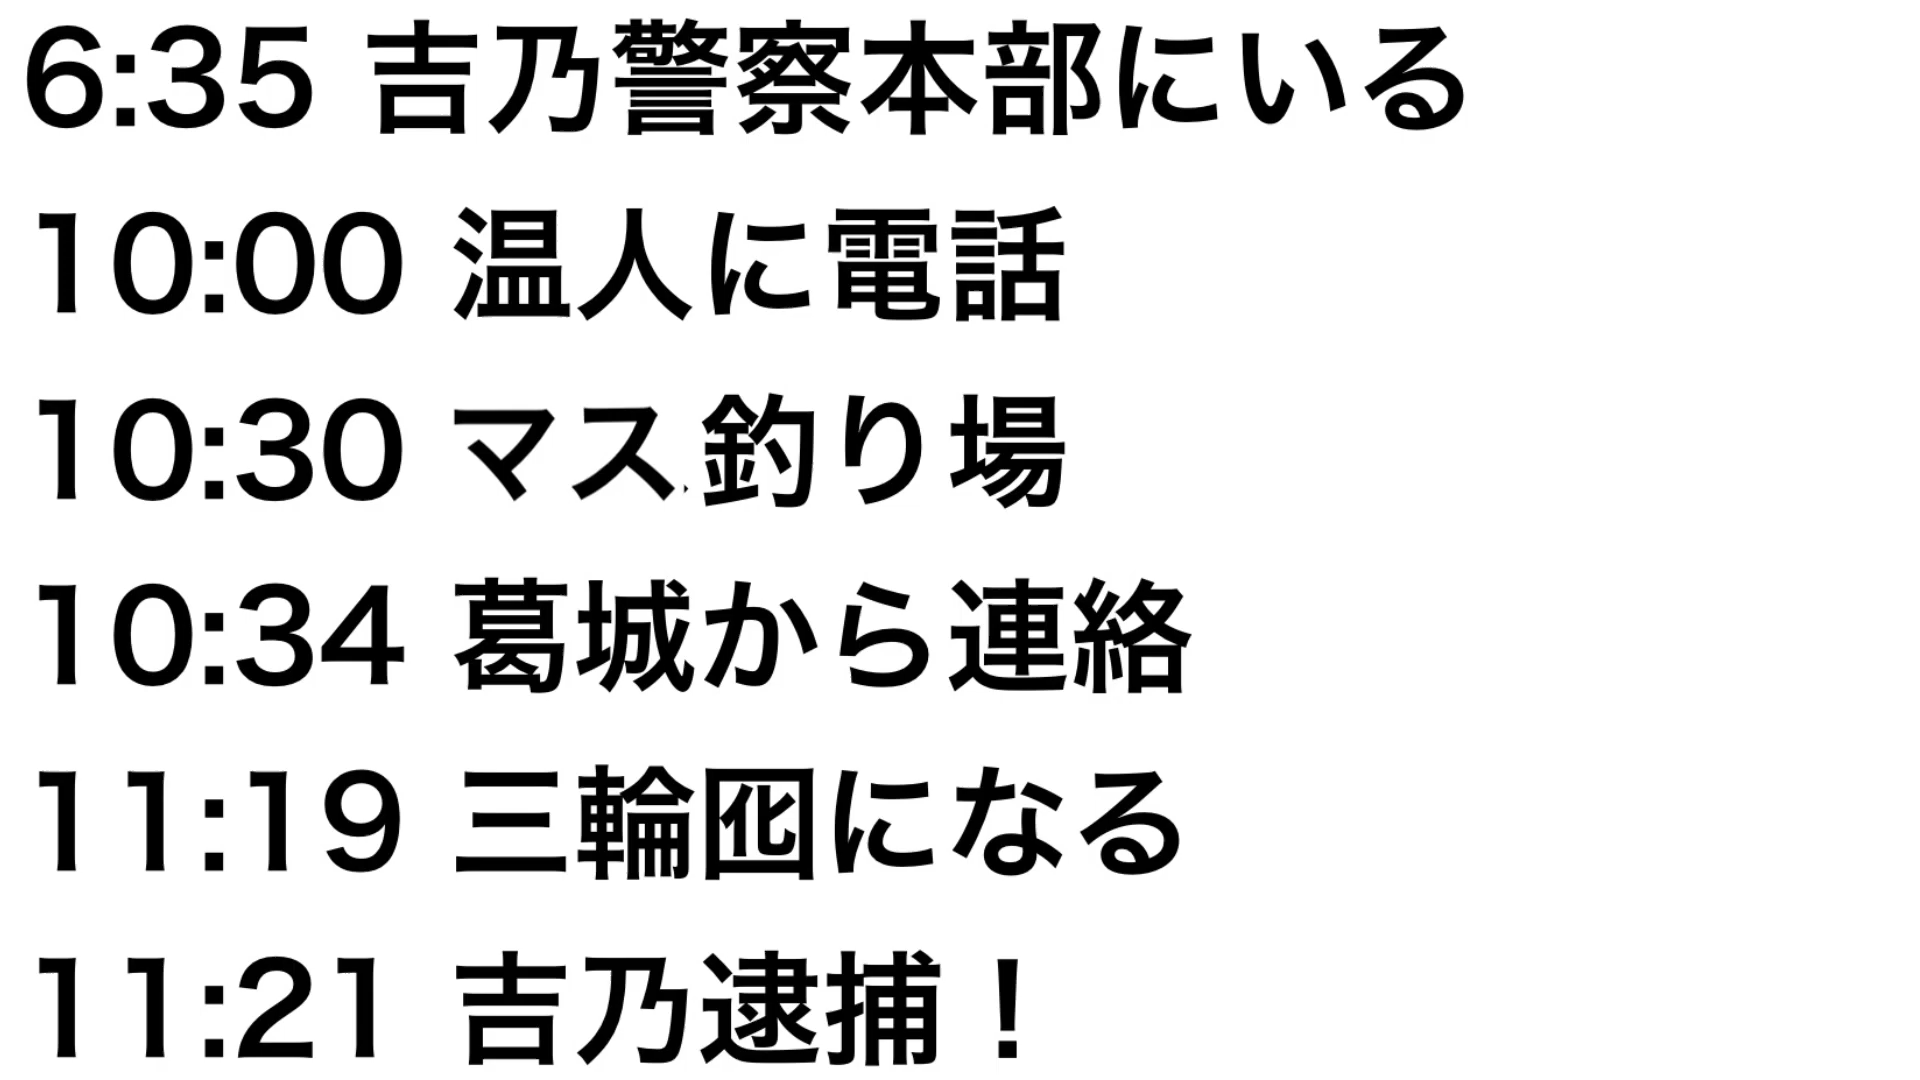 6:35 吉乃警察本部にいる
10:00 温人に電話
10:30 マス釣り場
10:34 葛城から連絡
11:19 三輪囮になる
11:21 吉乃逮捕！